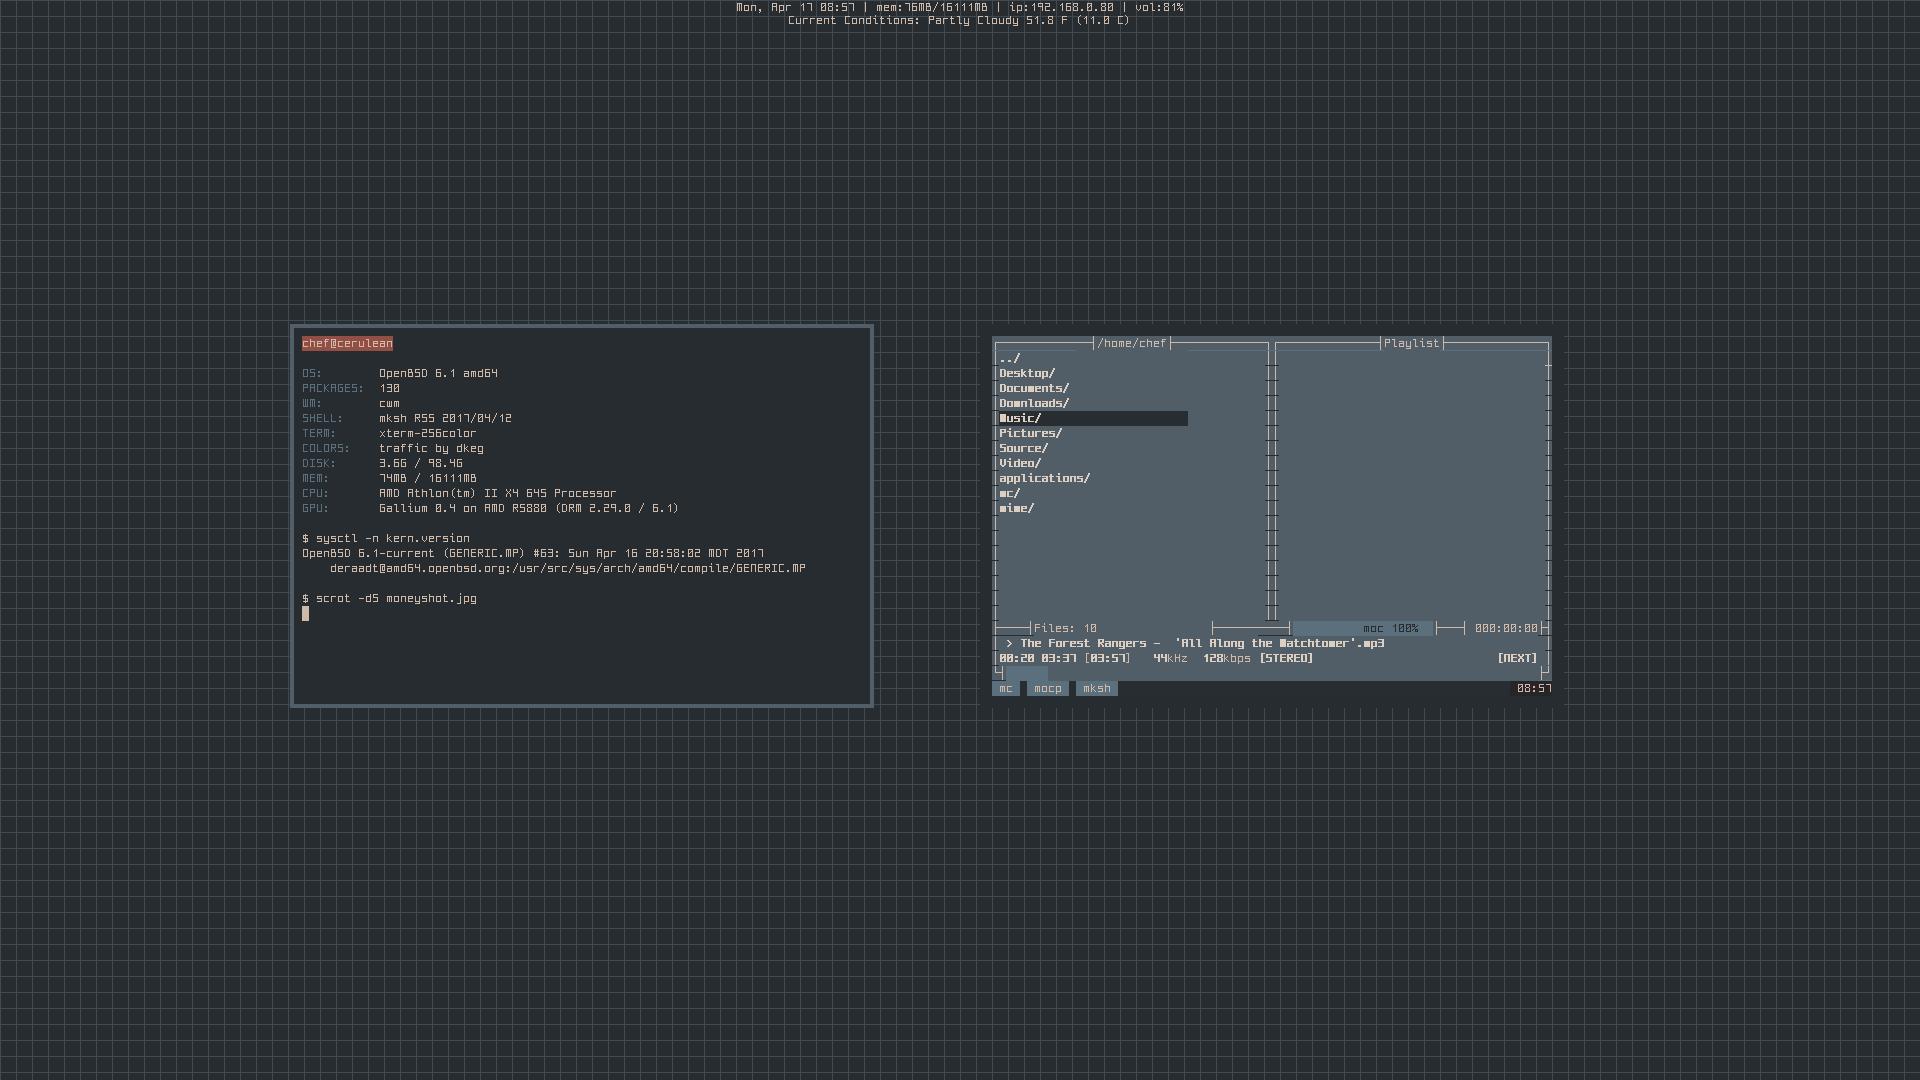 Mon, Apr 17 08:57 | mem:76MB/16111MB | ip:192.168.0.80 | vol:81%
Current Conditions: Partly Cloudy 51.8 F (11.0 C)
chef@cerulean
OS: OpenBSD 6.1 amd64
PACKAGES: 130
WM: cwm
SHELL: mksh R55 2017/04/12
TERM: xterm-256color
COLORS: traffic by dkeg
DISK: 3.6G / 98.4G
MEM: 74MB / 16111MB
CPU: AMD Athlon(tm) II X4 645 Processor
GPU: Gallium 0.4 on AMD RS880 (DRM 2.29.0 / 6.1)
$ sysctl -n kern.version
OpenBSD 6.1-current (GENERIC.MP) #63: Sun Apr 16 20:58:02 MDT 2017
deraadt@amd64.openbsd.org:/usr/src/sys/arch/amd64/compile/GENERIC.MP
$ scrot -d5 moneyshot.jpg
/home/chef
../
Desktop/
Documents/
Downloads/
Music/
Pictures/
Source/
Video/
applications/
mc/
mime/
Playlist
Files: 10 moc 100% 000:00:00
> The Forest Rangers - 'All Along the Watchtower'.mp3
00:20 03:37 [03:57] 44kHz 128kbps [STEREO] [NEXT]
mc mocp mksh 08:57